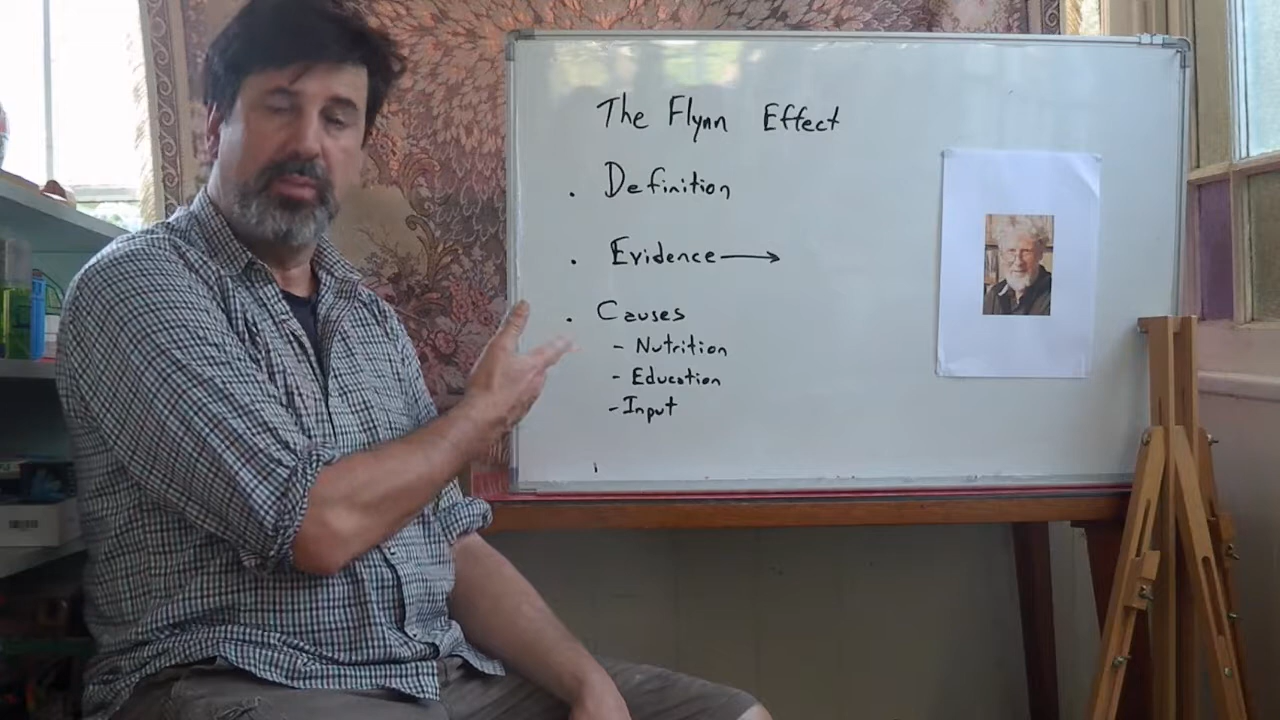 The Flynn Effect
. Definition
. Evidence →
. Causes
- Nutrition
- Education
- Input